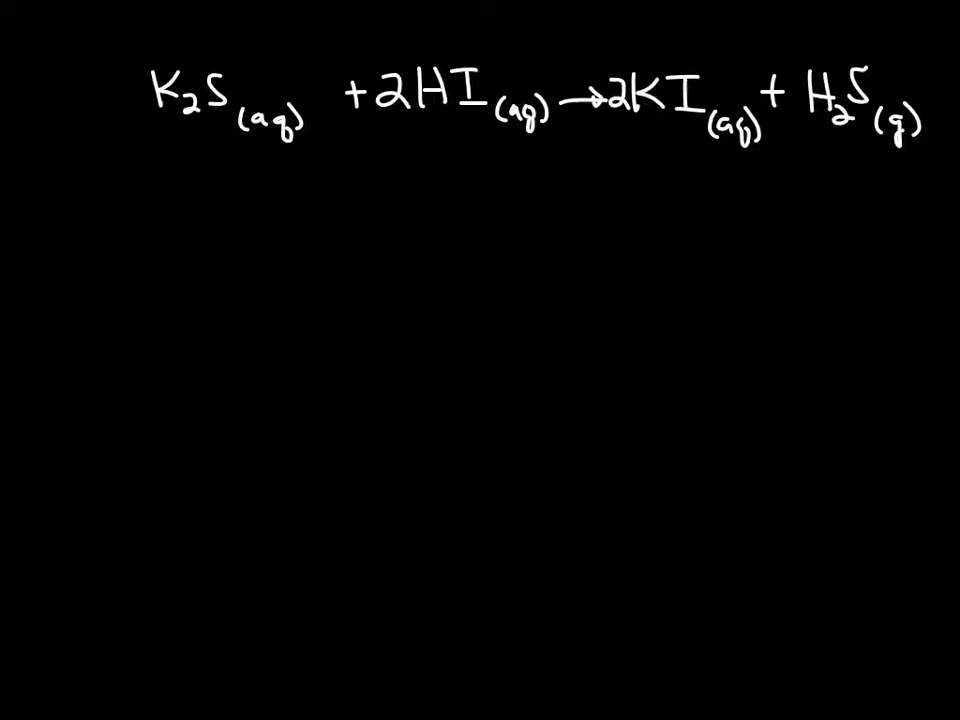 K₂S(aq) + 2HI(aq) → 2KI(aq) + H₂S(g)